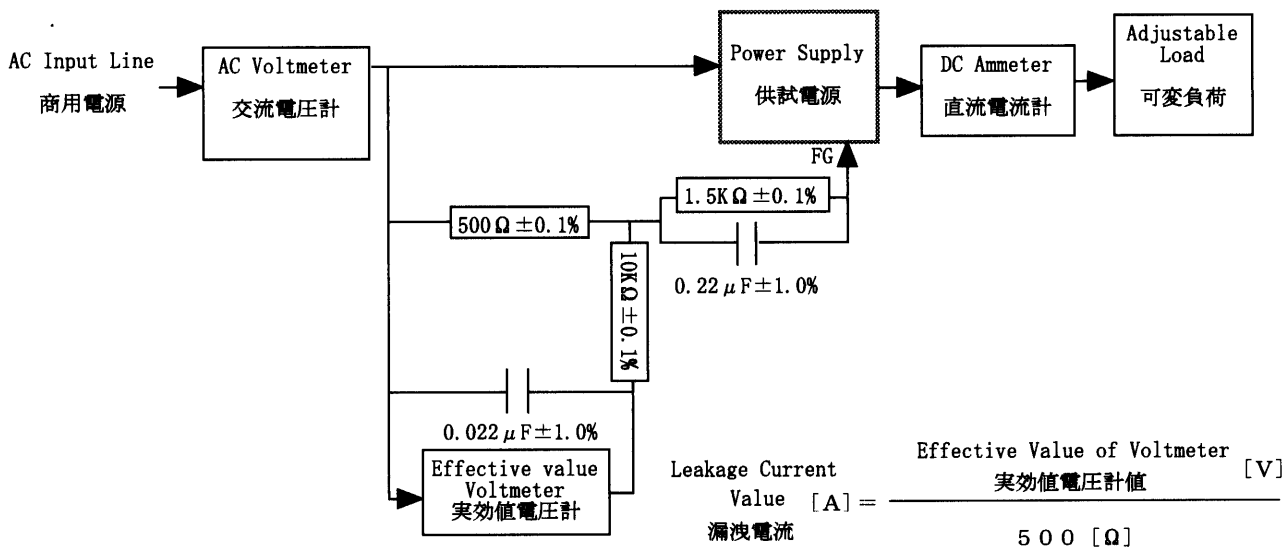 AC Input Line
商用電源
AC Voltmeter
交流電圧計
Power Supply
供試電源
DC Ammeter
直流電流計
Adjustable
Load
可変負荷
FG
1.5KΩ±0.1%
500Ω±0.1%
0.22μF±1.0%
10KΩ±0.1%
0.022μF±1.0%
Effective value
Voltmeter
実効値電圧計
Leakage Current
Value [A]=
漏洩電流
Effective Value of Voltmeter
実効値電圧計値 [V]
500 [Ω]